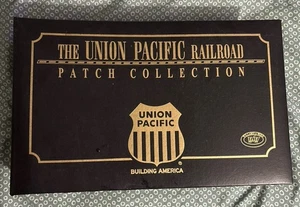 THE UNION PACIFIC RAILROAD
PATCH COLLECTION
UNION
PACIFIC
®
BUILDING AMERICA